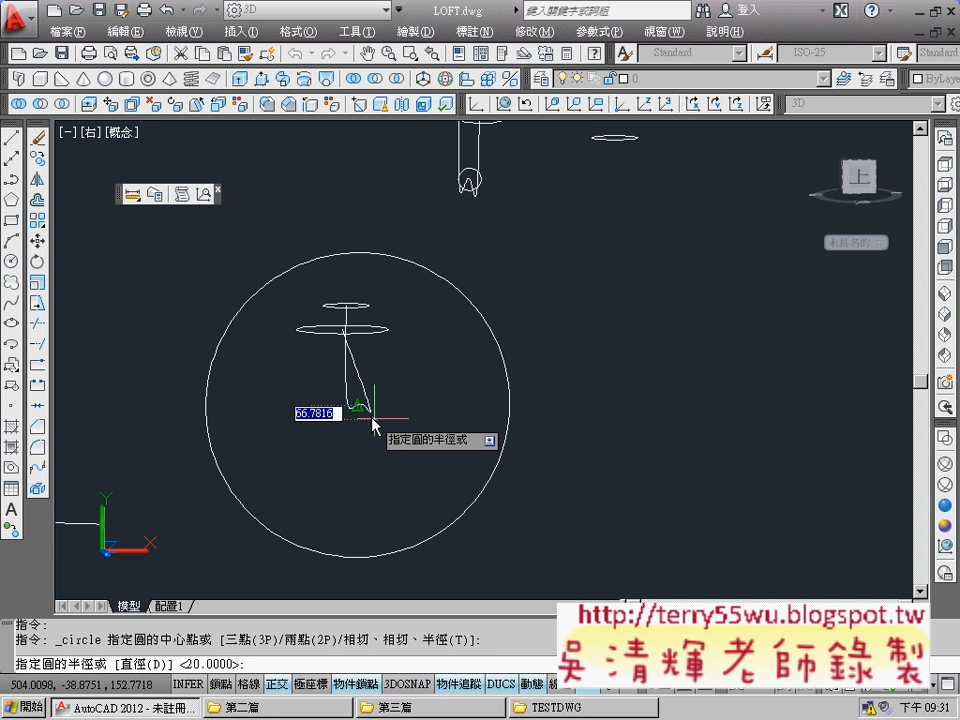 3D
LOFT.dwg
鍵入關鍵字或詞組
登入
檔案(F)
編輯(E)
檢視(V)
插入(I)
格式(O)
工具(T)
繪製(D)
標註(N)
修改(M)
參數式(P)
視窗(W)
說明(H)
Standard
ISO-25
Standard
0
ByLaye
3D
[-][右][概念]
上
未具名的
66.7816
指定圓的半徑或
Y
X
模型
配置1
指令:
指令: _circle 指定圓的中心點或 [三點(3P)/兩點(2P)/相切、相切、半徑(T)]:
指定圓的半徑或 [直徑(D)] <20.0000>:
http://terry55wu.blogspot.tw
吳清輝老師錄製
504.0098, -38.8751, 152.7718
INFER
鎖點
格線
正交
極座標
物件鎖點
3DOSNAP
物件追蹤
DUCS
動態
開始
AutoCAD 2012 - 未註冊...
第二篇
第三篇
TESTDWG
下午 09:31